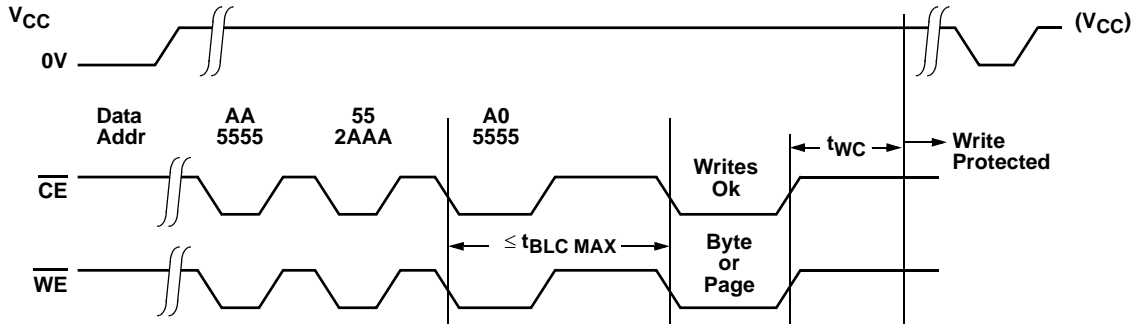 VCC
(VCC)
0V
Data AA 55 A0
Addr 5555 2AAA 5555
tWC
Write
Protected
CE
Writes
Ok
≤ tBLC MAX
Byte
or
Page
WE